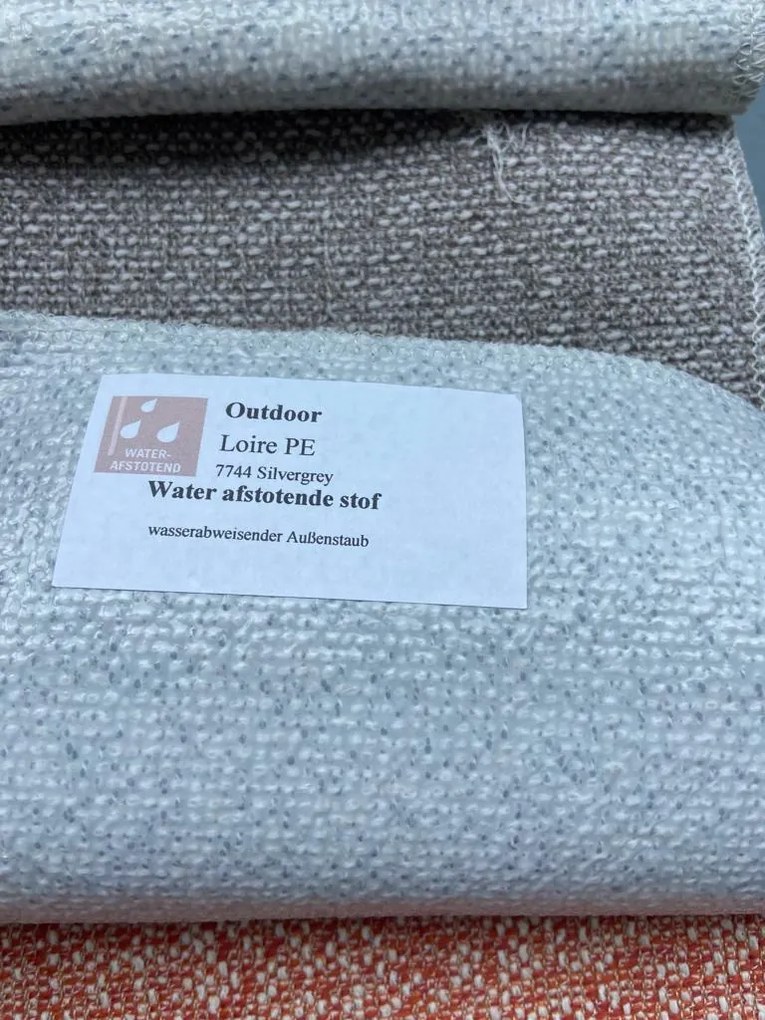 WATER-
AFSTOTEND
Outdoor
Loire PE
7744 Silvergrey
Water afstotende stof
wasserabweisender Außenstaub